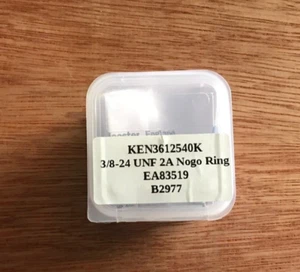 KEN3612540K
3/8-24 UNF 2A Nogo Ring
EA83519
B2977